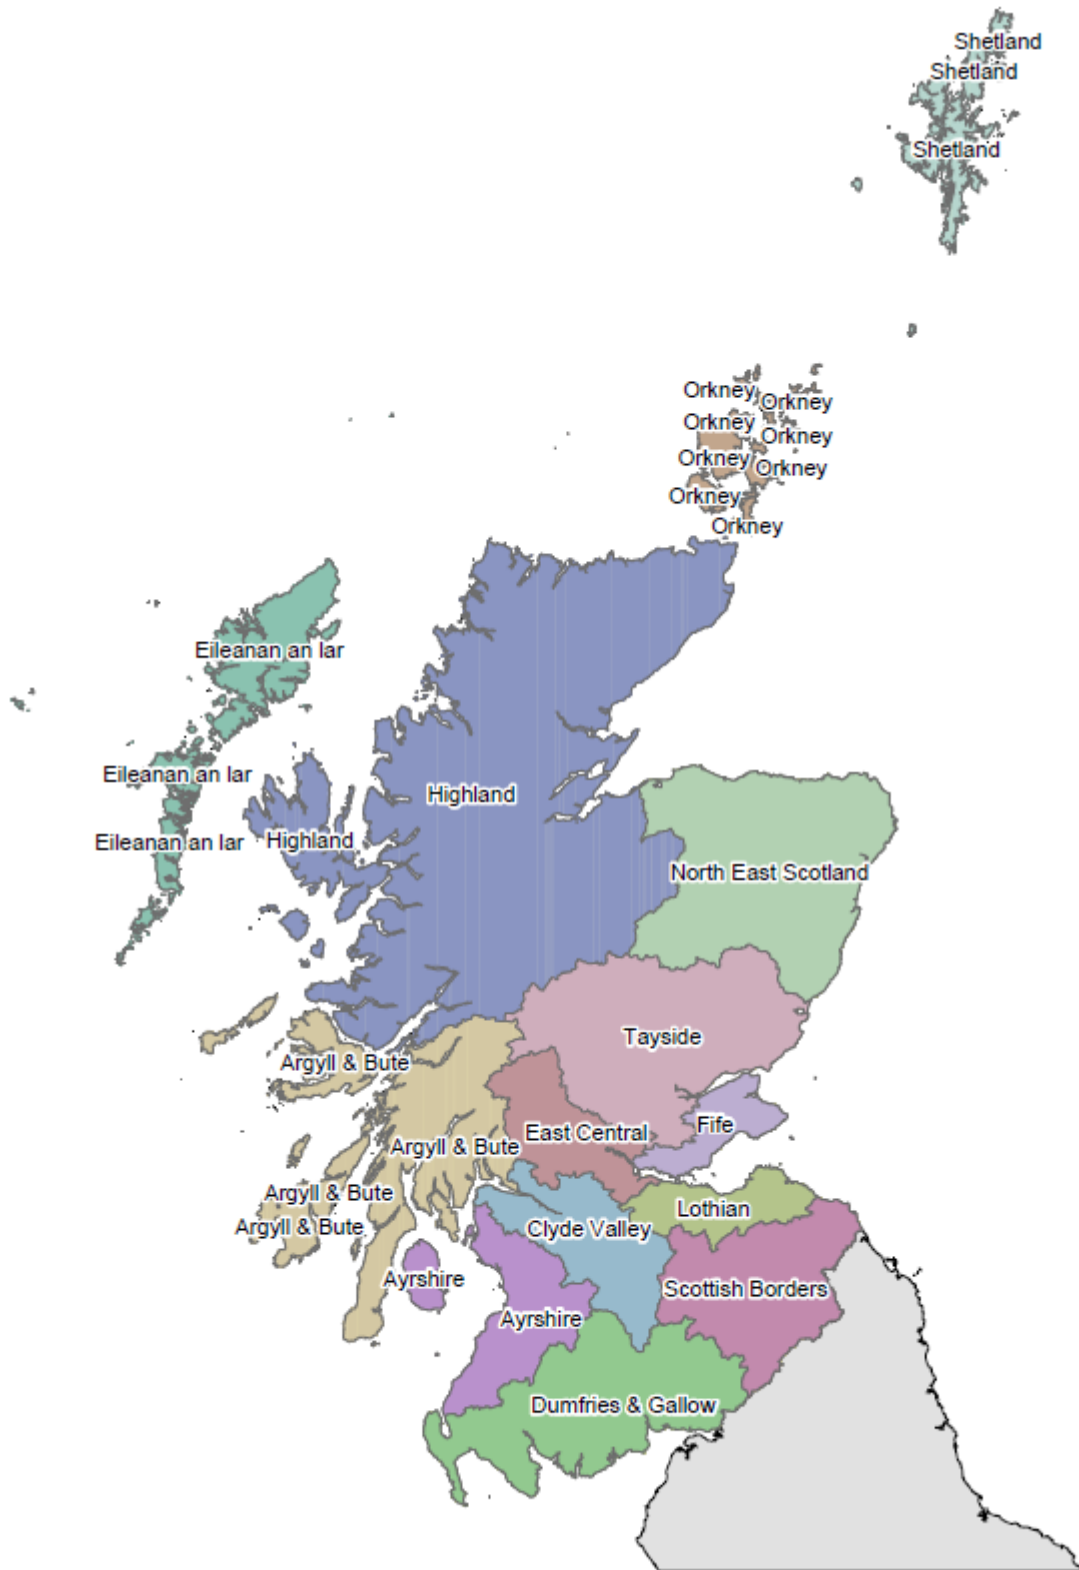 Shetland
Shetland
Shetland
Orkney
Orkney
Orkney
Orkney
Orkney
Orkney
Orkney
Orkney
Eileanan an Iar
Eileanan an Iar
Highland
Highland
Eileanan an Iar
North East Scotland
Tayside
Argyll & Bute
Fife
East Central
Argyll & Bute
Argyll & Bute
Lothian
Argyll & Bute
Clyde Valley
Ayrshire
Scottish Borders
Ayrshire
Dumfries & Gallow